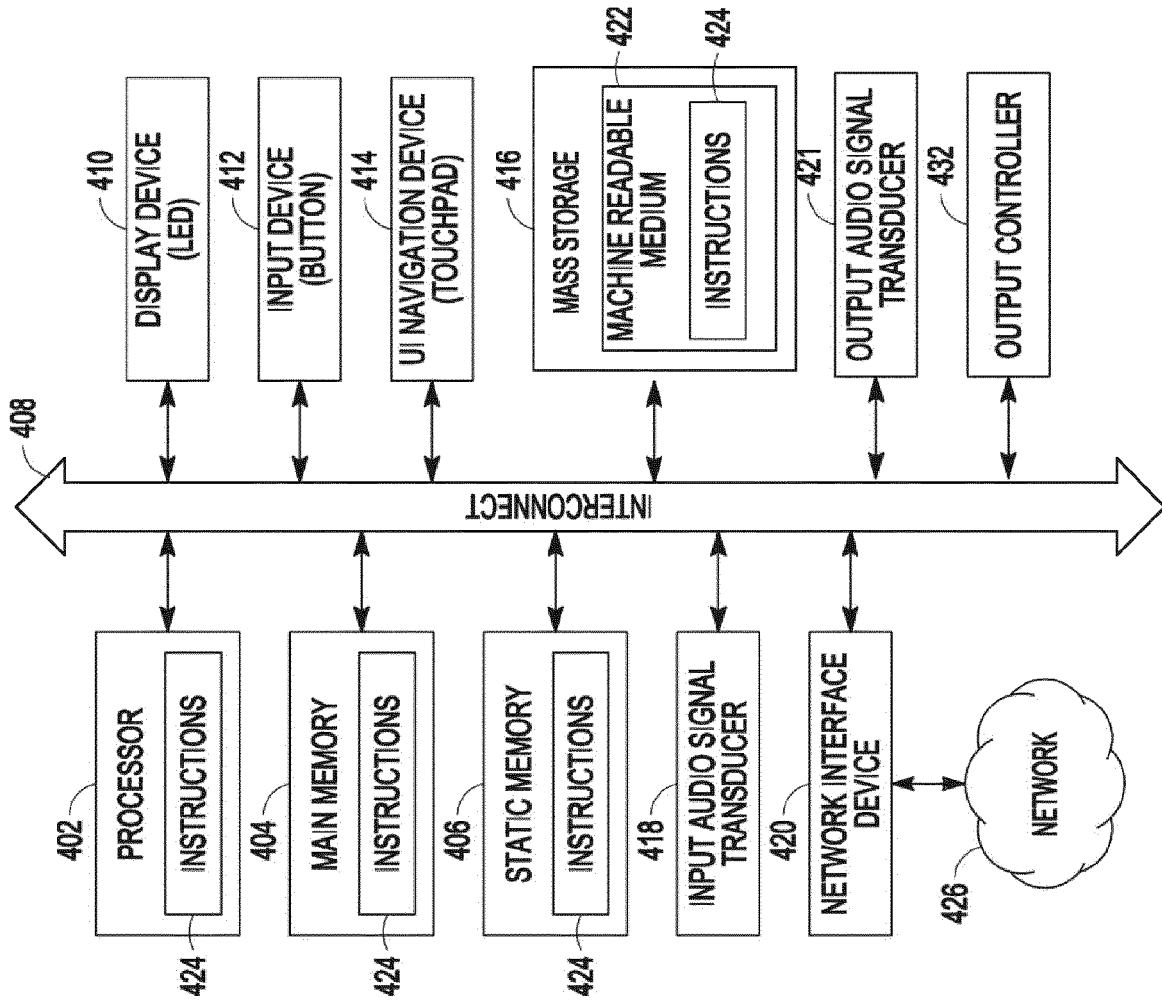 402
PROCESSOR
INSTRUCTIONS
424
404
MAIN MEMORY
INSTRUCTIONS
424
406
STATIC MEMORY
INSTRUCTIONS
424
418
INPUT AUDIO SIGNAL
TRANSDUCER
420
NETWORK INTERFACE
DEVICE
426
NETWORK
408
INTERCONNECT
410
DISPLAY DEVICE
(LED)
412
INPUT DEVICE
(BUTTON)
414
UI NAVIGATION DEVICE
(TOUCHPAD)
416
MASS STORAGE
422
MACHINE READABLE
MEDIUM
424
INSTRUCTIONS
421
OUTPUT AUDIO SIGNAL
TRANSDUCER
432
OUTPUT CONTROLLER